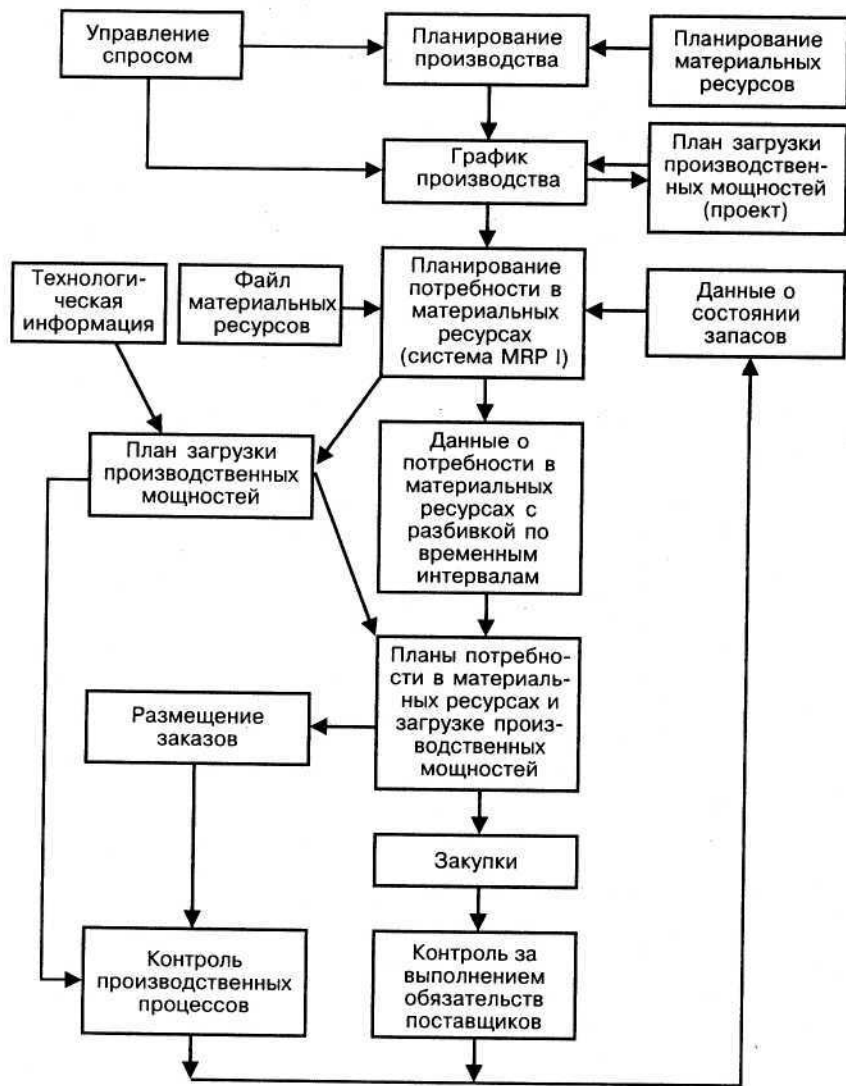 Управление
спросом
Планирование
производства
Планирование
материальных
ресурсов
График
производства
План загрузки
производствен-
ных мощностей
(проект)
Технологи-
ческая
информация
Файл
материальных
ресурсов
Планирование
потребности в
материальных
ресурсах
(система MRP I)
Данные о
состоянии
запасов
План загрузки
производственных
мощностей
Данные о
потребности в
материальных
ресурсах с
разбивкой по
временным
интервалам
Планы потребно-
сти в материаль-
ных ресурсах и
загрузке произ-
водственных
мощностей
Размещение
заказов
Закупки
Контроль
производственных
процессов
Контроль за
выполнением
обязательств
поставщиков